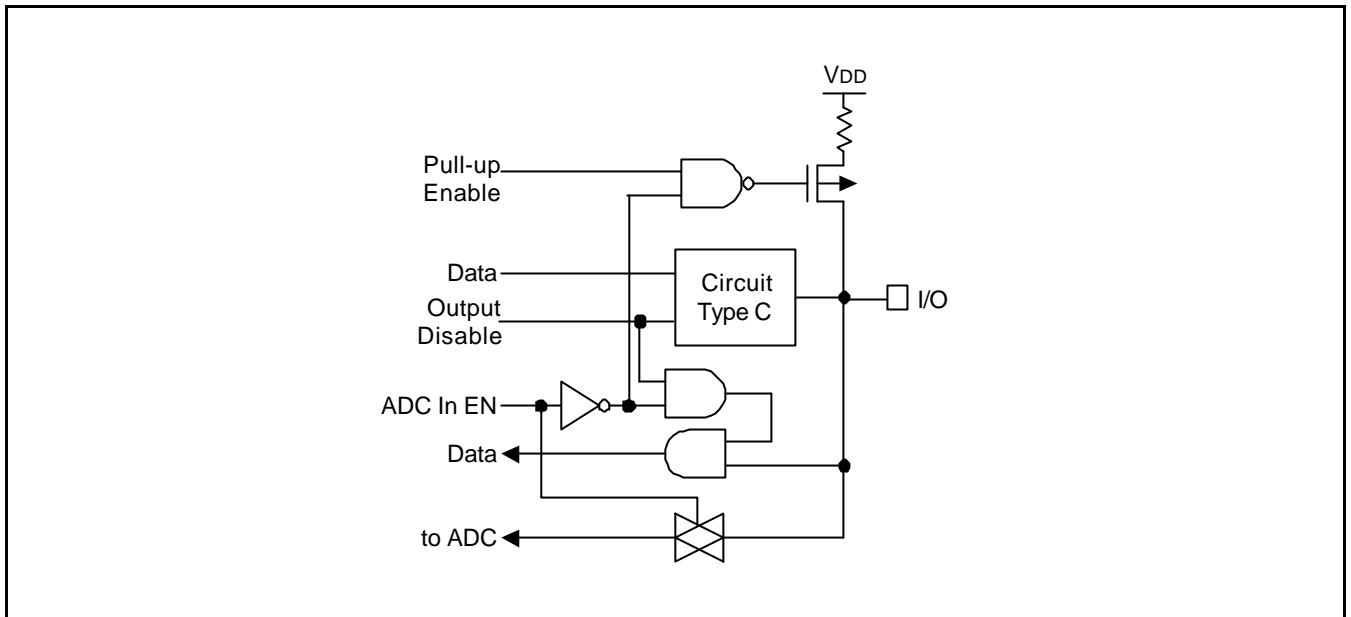 VDD
Pull-up
Enable
Data
Circuit
Type C
Output
Disable
I/O
ADC In EN
Data
to ADC